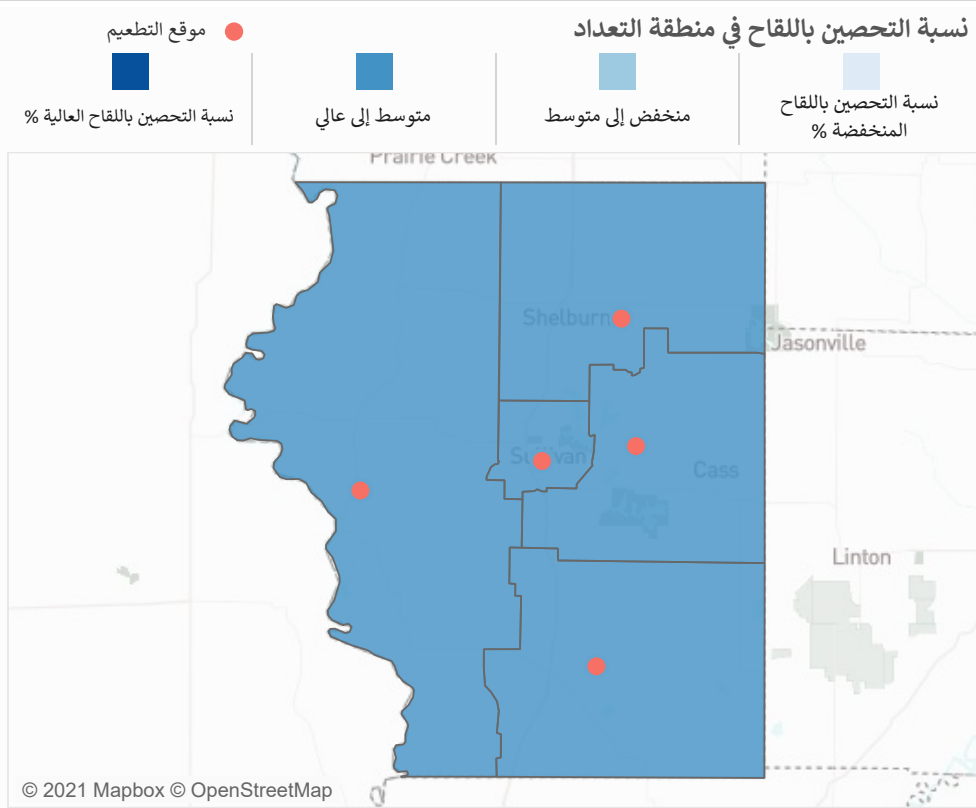 نسبة التحصين باللقاح في منطقة التعداد
موقع التطعيم
نسبة التحصين باللقاح
المنخفضة %
منخفض إلى متوسط
متوسط إلى عالي
نسبة التحصين باللقاح العالية %
Prairie Creek
Shelburn
Jasonville
Sullivan
Cass
Linton
© 2021 Mapbox © OpenStreetMap